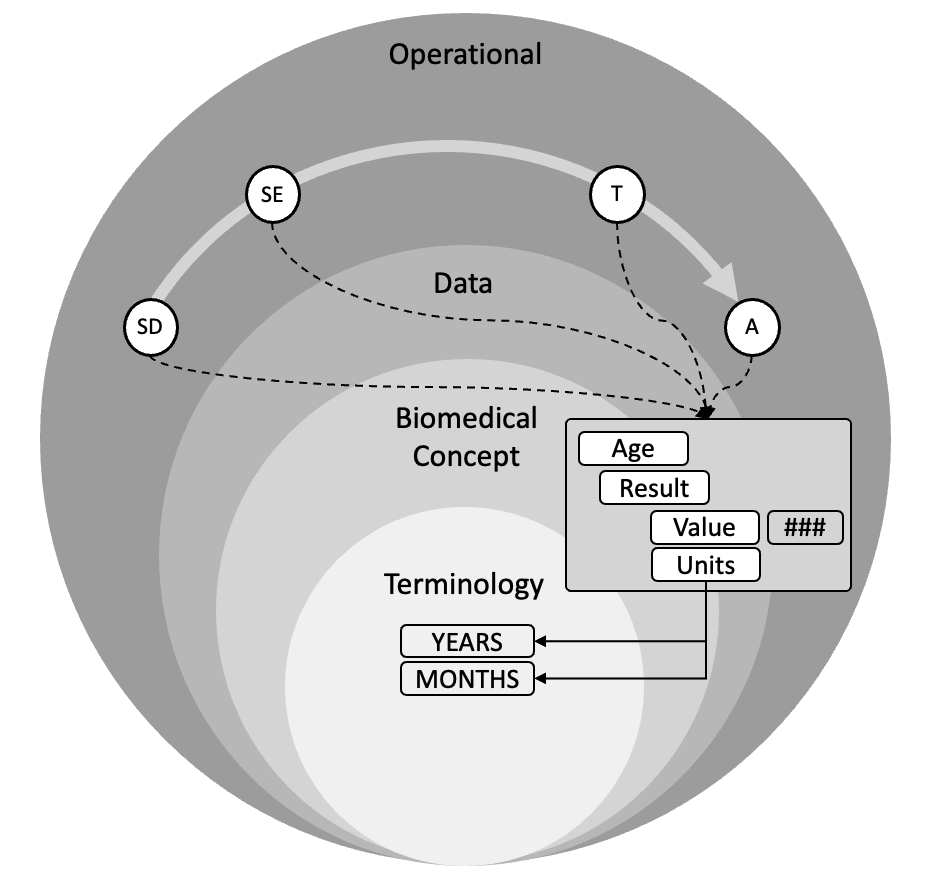 Operational
SE
T
Data
SD
A
Biomedical
Concept
Age
Result
Value ###
Units
Terminology
YEARS
MONTHS